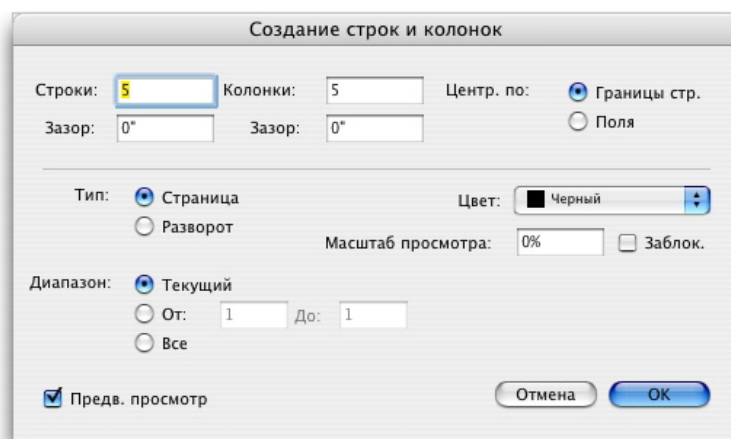 Создание строк и колонок
Строки: 5 Колонки: 5 Центр. по: Границы стр.
Зазор: 0" Зазор: 0" Поля
Тип: Страница Цвет: Черный
Разворот
Масштаб просмотра: 0% Заблок.
Диапазон: Текущий
От: 1 До: 1
Все
Предв. просмотр Отмена OK